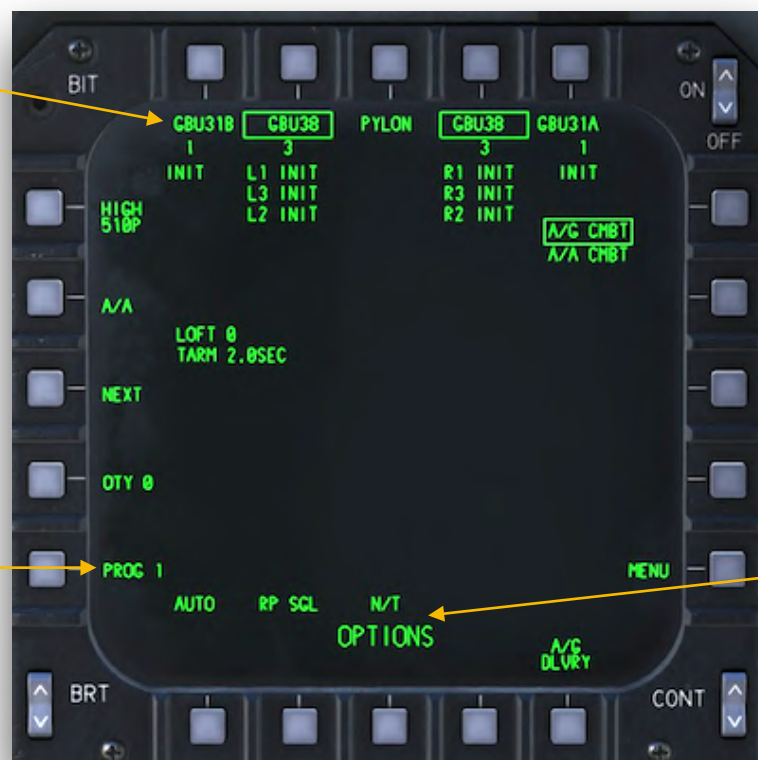 BIT
ON
OFF
GBU31B GBU38 PYLON GBU38 GBU31A
1 3 3 1
INIT L1 INIT R1 INIT INIT
L3 INIT R3 INIT
L2 INIT R2 INIT
HIGH
510P
A/G CMBT
A/A CMBT
A/A
LOFT 0
TARM 2.0SEC
NEXT
QTY 0
PROG 1
MENU
AUTO RP SGL N/T
OPTIONS
A/G
DLVRY
BRT
CONT